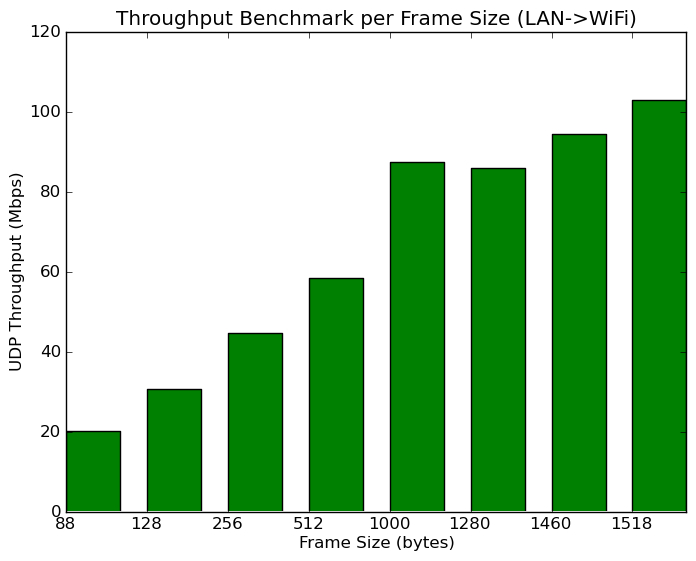 Throughput Benchmark per Frame Size (LAN->WiFi)
120
100
80
60
40
20
0
UDP Throughput (Mbps)
88 128 256 512 1000 1280 1460 1518
Frame Size (bytes)